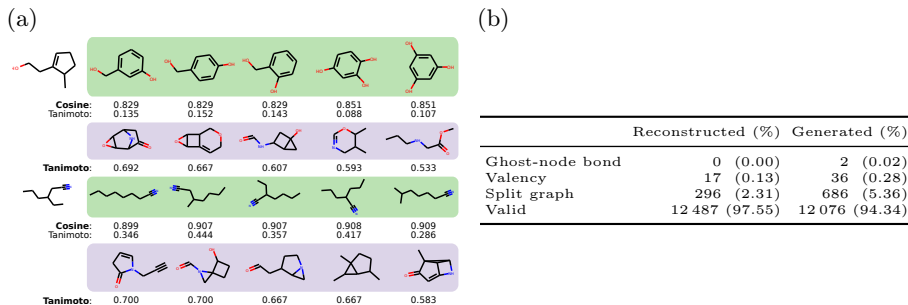 (a)
(b)
Cosine: 0.829 0.829 0.829 0.851 0.851
Tanimoto: 0.135 0.152 0.143 0.088 0.107
Tanimoto: 0.692 0.667 0.607 0.593 0.533
Cosine: 0.899 0.907 0.907 0.908 0.909
Tanimoto: 0.346 0.444 0.357 0.417 0.286
Tanimoto: 0.700 0.700 0.667 0.667 0.583
Reconstructed (%) Generated (%)
Ghost-node bond 0 (0.00) 2 (0.02)
Valency 17 (0.13) 36 (0.28)
Split graph 296 (2.31) 686 (5.36)
Valid 12 487 (97.55) 12 076 (94.34)